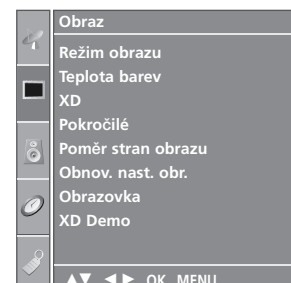 Obraz
Režim obrazu
Teplota barev
XD
Pokročilé
Poměr stran obrazu
Obnov. nast. obr.
Obrazovka
XD Demo
▲▼ ◄► OK MENU